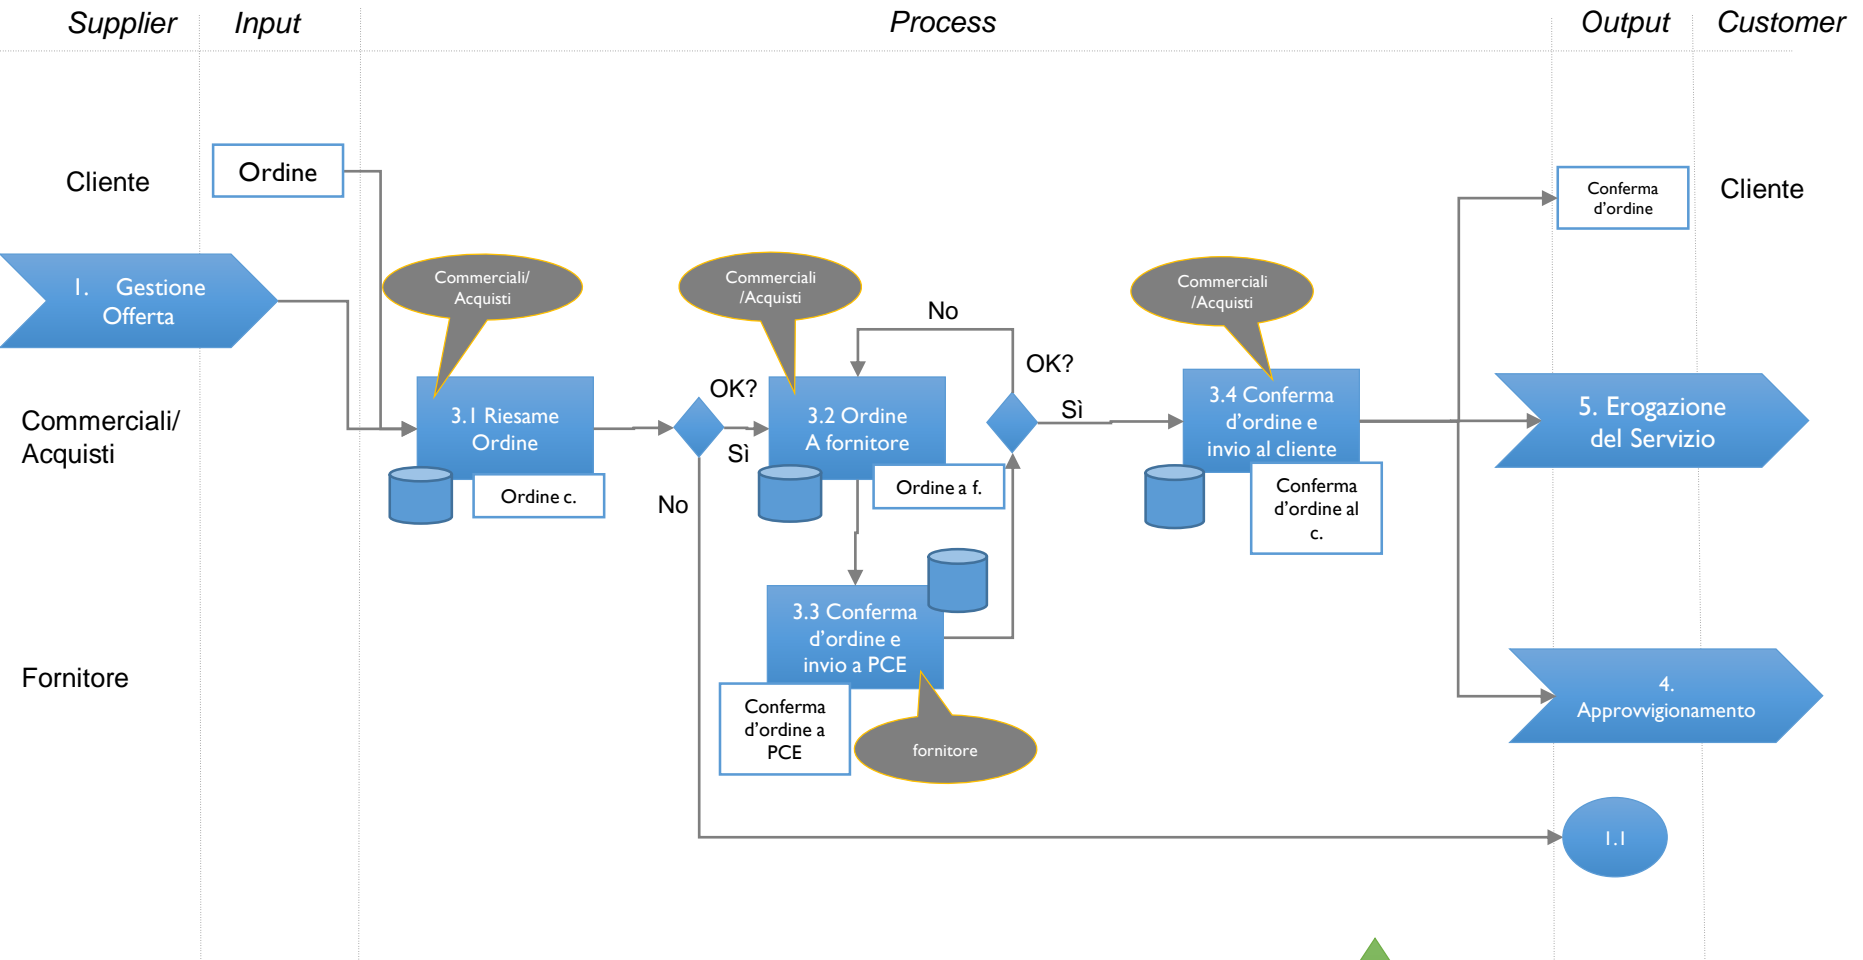 Supplier
Input
Process
Output
Customer
Cliente
Ordine
Conferma
d'ordine
Cliente
1. Gestione
Offerta
Commerciali/
Acquisti
Commerciali
/Acquisti
Commerciali
/Acquisti
No
OK?
OK?
Sì
Sì
No
Commerciali/
Acquisti
3.1 Riesame
Ordine
Ordine c.
3.2 Ordine
A fornitore
Ordine a f.
3.4 Conferma
d'ordine e
invio al cliente
Conferma
d'ordine al
c.
5. Erogazione
del Servizio
Fornitore
3.3 Conferma
d'ordine e
invio a PCE
Conferma
d'ordine a
PCE
fornitore
4.
Approvvigionamento
1.1